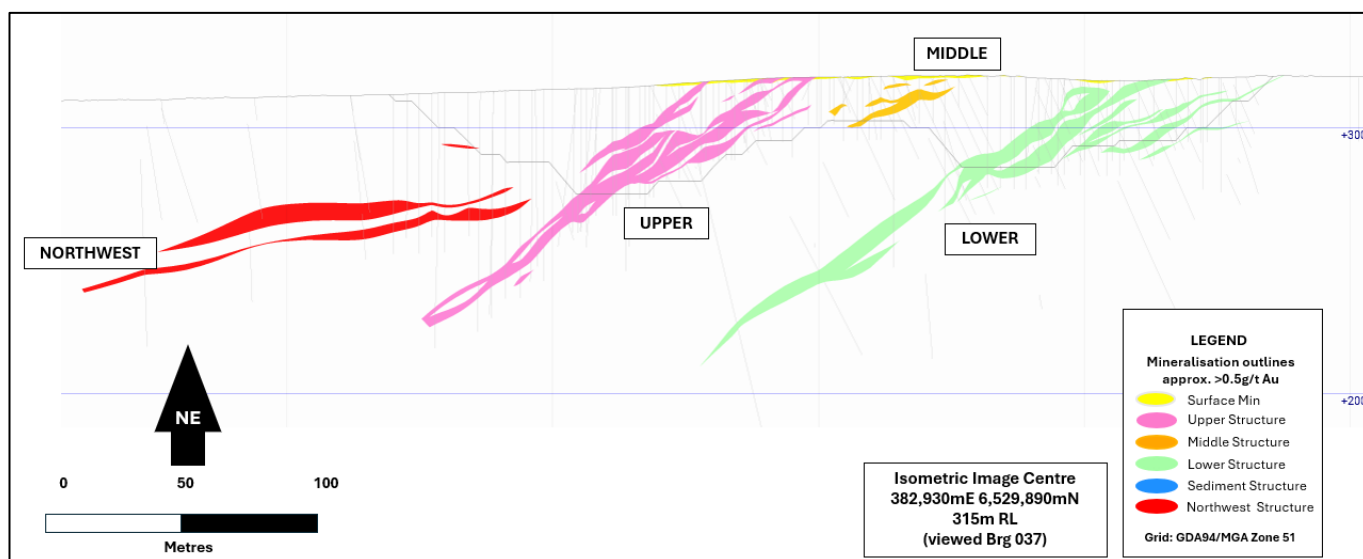 MIDDLE
+300
UPPER
NORTHWEST
LOWER
NE
LEGEND
Mineralisation outlines
approx. >0.5g/t Au
Surface Min
Upper Structure
Middle Structure
Lower Structure
Sediment Structure
Northwest Structure
Grid: GDA94/MGA Zone 51
+200
0 50 100
Metres
Isometric Image Centre
382,930mE 6,529,890mN
315m RL
(viewed Brg 037)